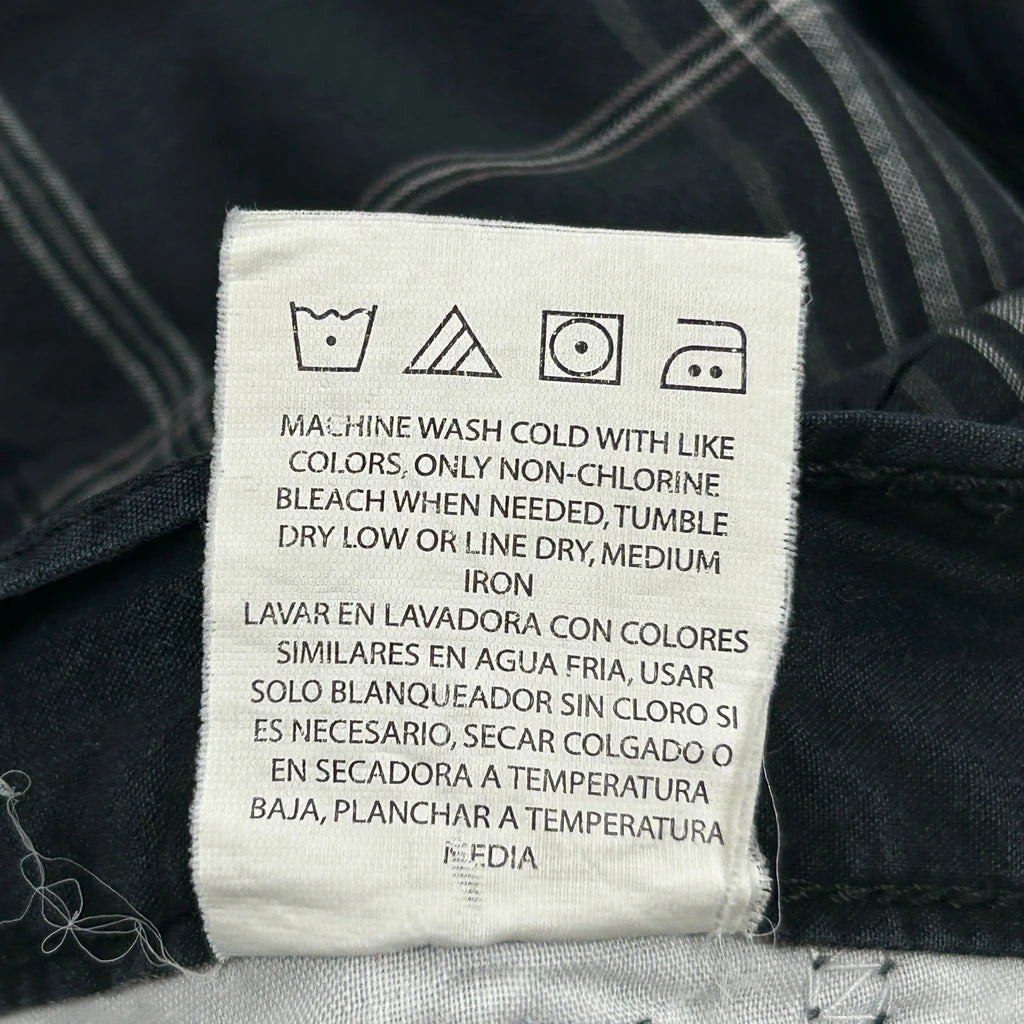 MACHINE WASH COLD WITH LIKE
COLORS, ONLY NON-CHLORINE
BLEACH WHEN NEEDED, TUMBLE
DRY LOW OR LINE DRY, MEDIUM
IRON
LAVAR EN LAVADORA CON COLORES
SIMILARES EN AGUA FRIA, USAR
SOLO BLANQUEADOR SIN CLORO SI
ES NECESARIO, SECAR COLGADO O
EN SECADORA A TEMPERATURA
BAJA, PLANCHAR A TEMPERATURA
MEDIA